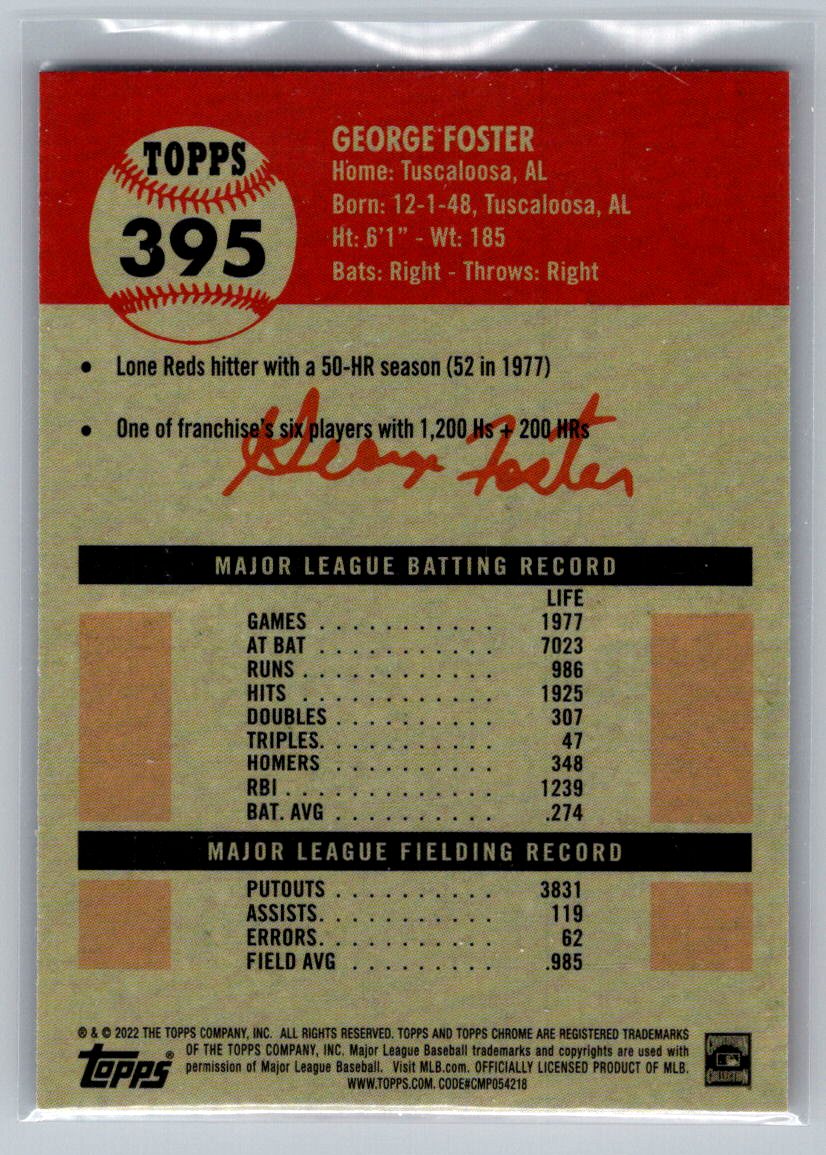 TOPPS
395
GEORGE FOSTER
Home: Tuscaloosa, AL
Born: 12-1-48, Tuscaloosa, AL
Ht: 6'1" - Wt: 185
Bats: Right - Throws: Right
• Lone Reds hitter with a 50-HR season (52 in 1977)
• One of franchise's six players with 1,200 Hs + 200 HRs
George Foster
MAJOR LEAGUE BATTING RECORD
LIFE
GAMES . . . . . . . . . . . 1977
AT BAT . . . . . . . . . . . 7023
RUNS . . . . . . . . . . . . 986
HITS . . . . . . . . . . . . 1925
DOUBLES . . . . . . . . . . 307
TRIPLES. . . . . . . . . . . 47
HOMERS . . . . . . . . . . 348
RBI . . . . . . . . . . . . . 1239
BAT. AVG . . . . . . . . . . .274
MAJOR LEAGUE FIELDING RECORD
PUTOUTS . . . . . . . . . . 3831
ASSISTS. . . . . . . . . . . 119
ERRORS. . . . . . . . . . . 62
FIELD AVG . . . . . . . . . .985
® & © 2022 THE TOPPS COMPANY, INC. ALL RIGHTS RESERVED. TOPPS AND TOPPS CHROME ARE REGISTERED TRADEMARKS
OF THE TOPPS COMPANY, INC. Major League Baseball trademarks and copyrights are used with
permission of Major League Baseball. Visit MLB.com. OFFICIALLY LICENSED PRODUCT OF MLB.
WWW.TOPPS.COM. CODE#CMP054218
Topps®
COOPERSTOWN
COLLECTION